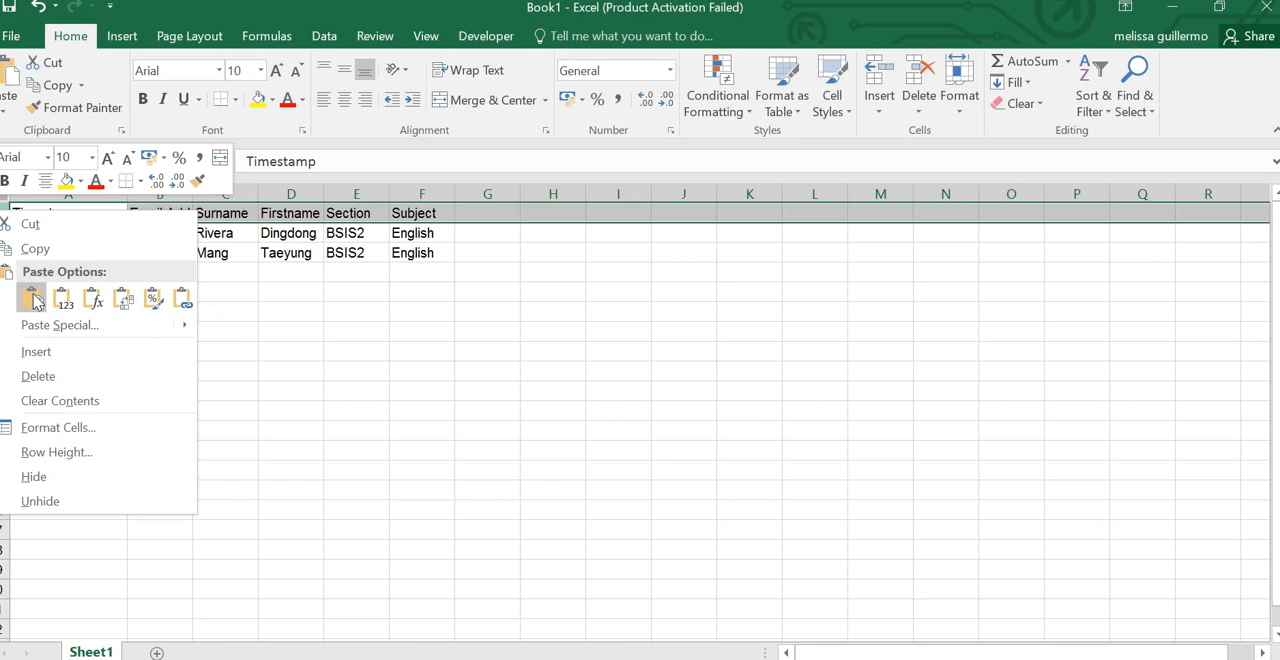 Book1 - Excel (Product Activation Failed)
File Home Insert Page Layout Formulas Data Review View Developer Tell me what you want to do... melissa guillermo Share
Cut
Copy
Format Painter
Clipboard
Arial 10
B I U
Font
Wrap Text
Merge & Center
Alignment
General
% ,
Number
Conditional Formatting
Format as Table
Cell Styles
Styles
Insert Delete Format
Cells
AutoSum
Fill
Clear
Sort & Filter
Find & Select
Editing
10
B I
Timestamp
D E F G H I J K L M N O P Q R
Surname Firstname Section Subject
Rivera Dingdong BSIS2 English
Mang Taeyung BSIS2 English
Cut
Copy
Paste Options:
123 fx %
Paste Special...
Insert
Delete
Clear Contents
Format Cells...
Row Height...
Hide
Unhide
Sheet1